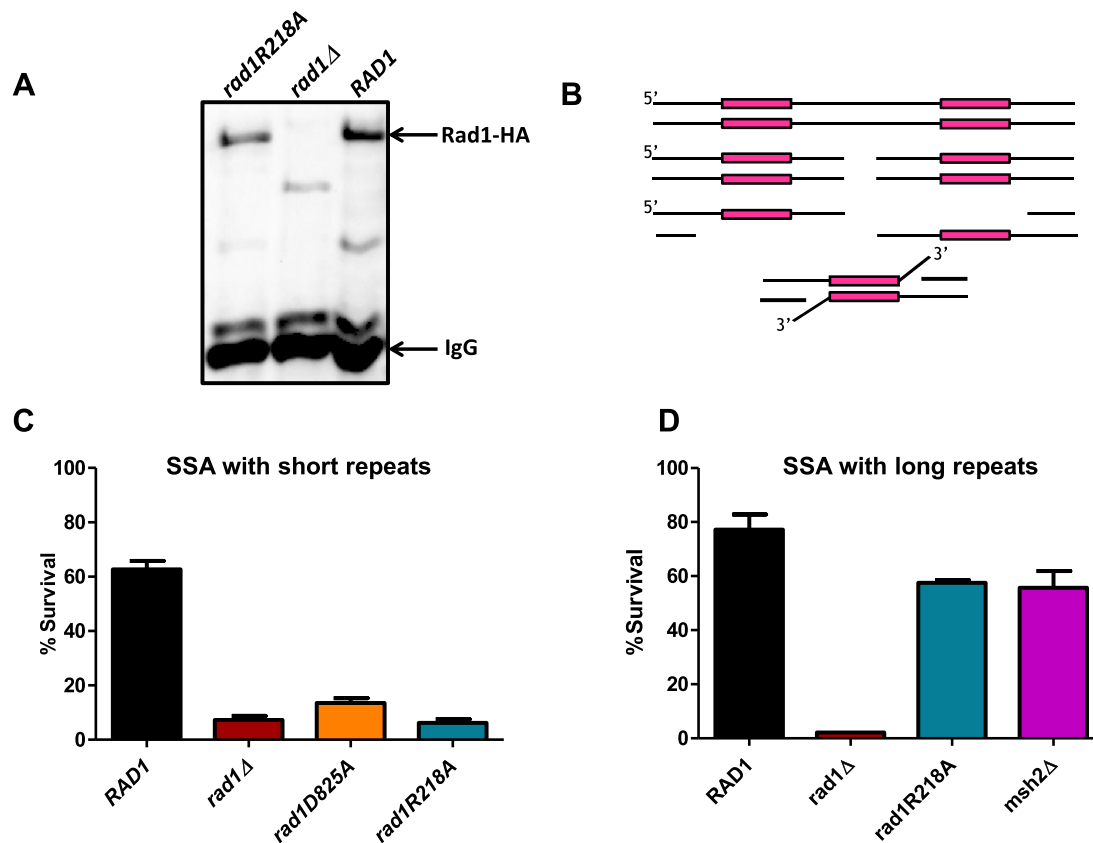 A
rad1R218A
rad1Δ
RAD1
Rad1-HA
IgG
B
5’
5’
5’
3’
3’
C
SSA with short repeats
% Survival
100
80
60
40
20
0
RAD1
rad1Δ
rad1D825A
rad1R218A
D
SSA with long repeats
%Survival
100
80
60
40
20
0
RAD1
rad1Δ
rad1R218A
msh2Δ